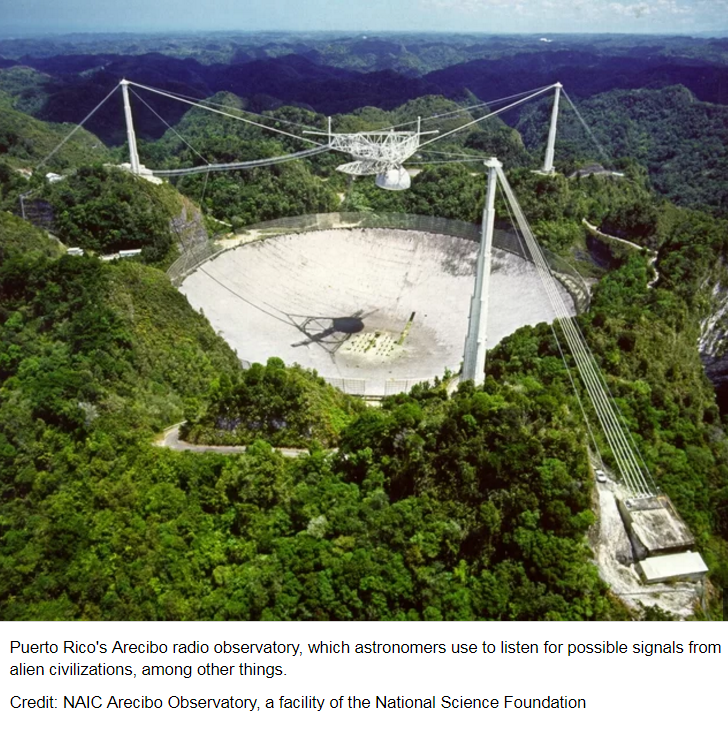 Puerto Rico's Arecibo radio observatory, which astronomers use to listen for possible signals from
alien civilizations, among other things.
Credit: NAIC Arecibo Observatory, a facility of the National Science Foundation